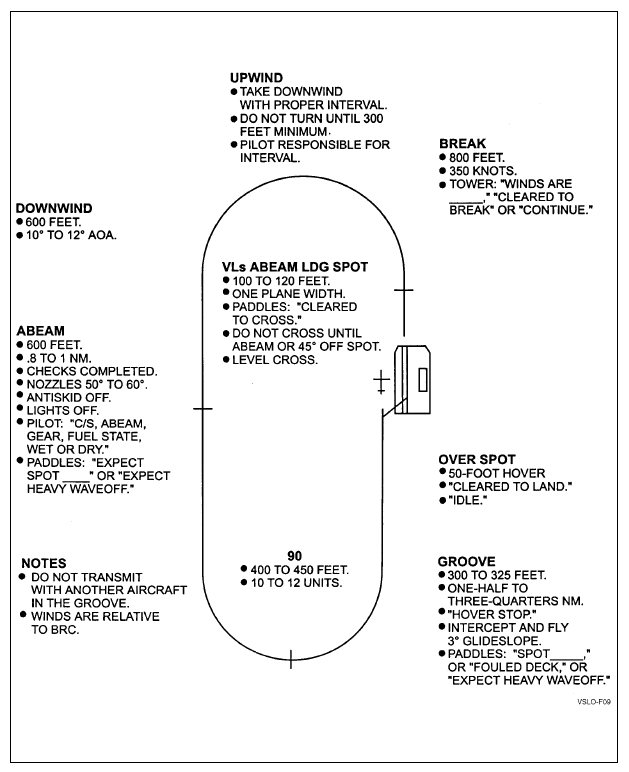 UPWIND
● TAKE DOWNWIND
WITH PROPER INTERVAL.
● DO NOT TURN UNTIL 300
FEET MINIMUM.
● PILOT RESPONSIBLE FOR
INTERVAL.
BREAK
● 800 FEET.
● 350 KNOTS.
● TOWER: "WINDS ARE
_____," "CLEARED TO
BREAK" OR "CONTINUE."
DOWNWIND
● 600 FEET.
● 10° TO 12° AOA.
VLs ABEAM LDG SPOT
● 100 TO 120 FEET.
● ONE PLANE WIDTH.
● PADDLES: "CLEARED
TO CROSS."
● DO NOT CROSS UNTIL
ABEAM OR 45° OFF SPOT.
● LEVEL CROSS.
ABEAM
● 600 FEET.
● .8 TO 1 NM.
● CHECKS COMPLETED.
● NOZZLES 50° TO 60°.
● ANTISKID OFF.
● LIGHTS OFF.
● PILOT: "C/S, ABEAM,
GEAR, FUEL STATE,
WET OR DRY."
● PADDLES: "EXPECT
SPOT ____" OR "EXPECT
HEAVY WAVEOFF."
OVER SPOT
● 50-FOOT HOVER
● "CLEARED TO LAND."
● "IDLE."
90
● 400 TO 450 FEET.
● 10 TO 12 UNITS.
NOTES
● DO NOT TRANSMIT
WITH ANOTHER AIRCRAFT
IN THE GROOVE.
● WINDS ARE RELATIVE
TO BRC.
GROOVE
● 300 TO 325 FEET.
● ONE-HALF TO
THREE-QUARTERS NM.
● "HOVER STOP."
● INTERCEPT AND FLY
3° GLIDESLOPE.
● PADDLES: "SPOT_____,"
OR "FOULED DECK," OR
"EXPECT HEAVY WAVEOFF."
VSLO-F09